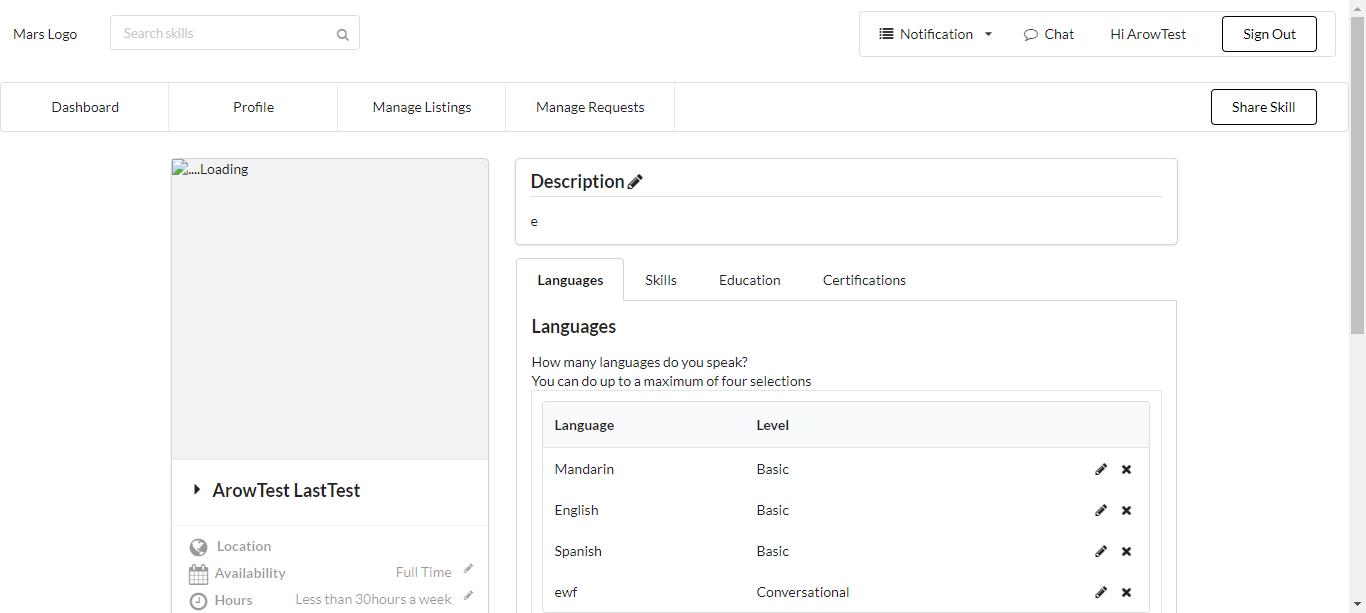 Mars Logo
Search skills
Notification
Chat
Hi ArowTest
Sign Out
Dashboard
Profile
Manage Listings
Manage Requests
Share Skill
....Loading
ArowTest LastTest
Location
Availability Full Time
Hours Less than 30hours a week
Description
e
Languages Skills Education Certifications
Languages
How many languages do you speak?
You can do up to a maximum of four selections
Language Level
Mandarin Basic
English Basic
Spanish Basic
ewf Conversational